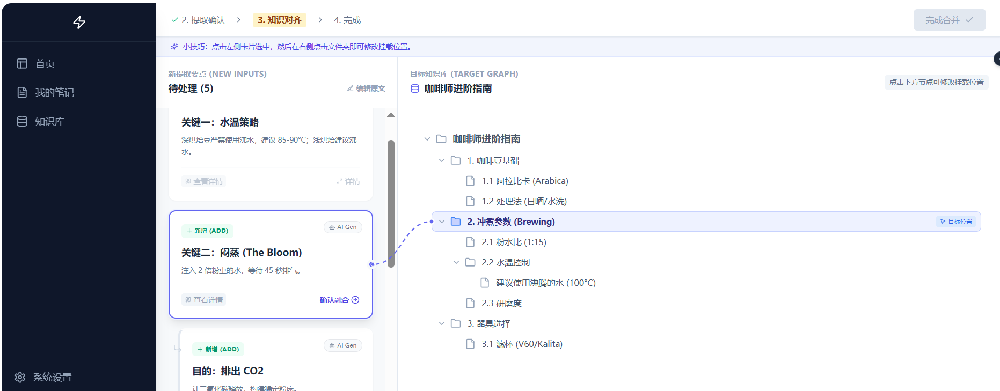 首页
我的笔记
知识库
系统设置
2. 提取确认
3. 知识对齐
4. 完成
完成合并
小技巧：点击左侧卡片选中，然后在右侧点击文件夹即可修改挂载位置。
新提取要点 (NEW INPUTS)
待处理 (5)
编辑原文
关键一：水温策略
深烘焙豆严禁使用沸水，建议 85-90°C；浅烘焙建议沸
水。
查看详情
详情
+ 新增 (ADD)
AI Gen
关键二：闷蒸 (The Bloom)
注入 2 倍粉重的水，等待 45 秒排气。
查看详情
确认融合
+ 新增 (ADD)
AI Gen
目的：排出 CO2
让二氧化碳释放，构建稳定粉床。
目标知识库 (TARGET GRAPH)
咖啡师进阶指南
点击下方节点可修改挂载位置
咖啡师进阶指南
1. 咖啡豆基础
1.1 阿拉比卡 (Arabica)
1.2 处理法 (日晒/水洗)
2. 冲煮参数 (Brewing)
目标位置
2.1 粉水比 (1:15)
2.2 水温控制
建议使用沸腾的水 (100°C)
2.3 研磨度
3. 器具选择
3.1 滤杯 (V60/Kalita)